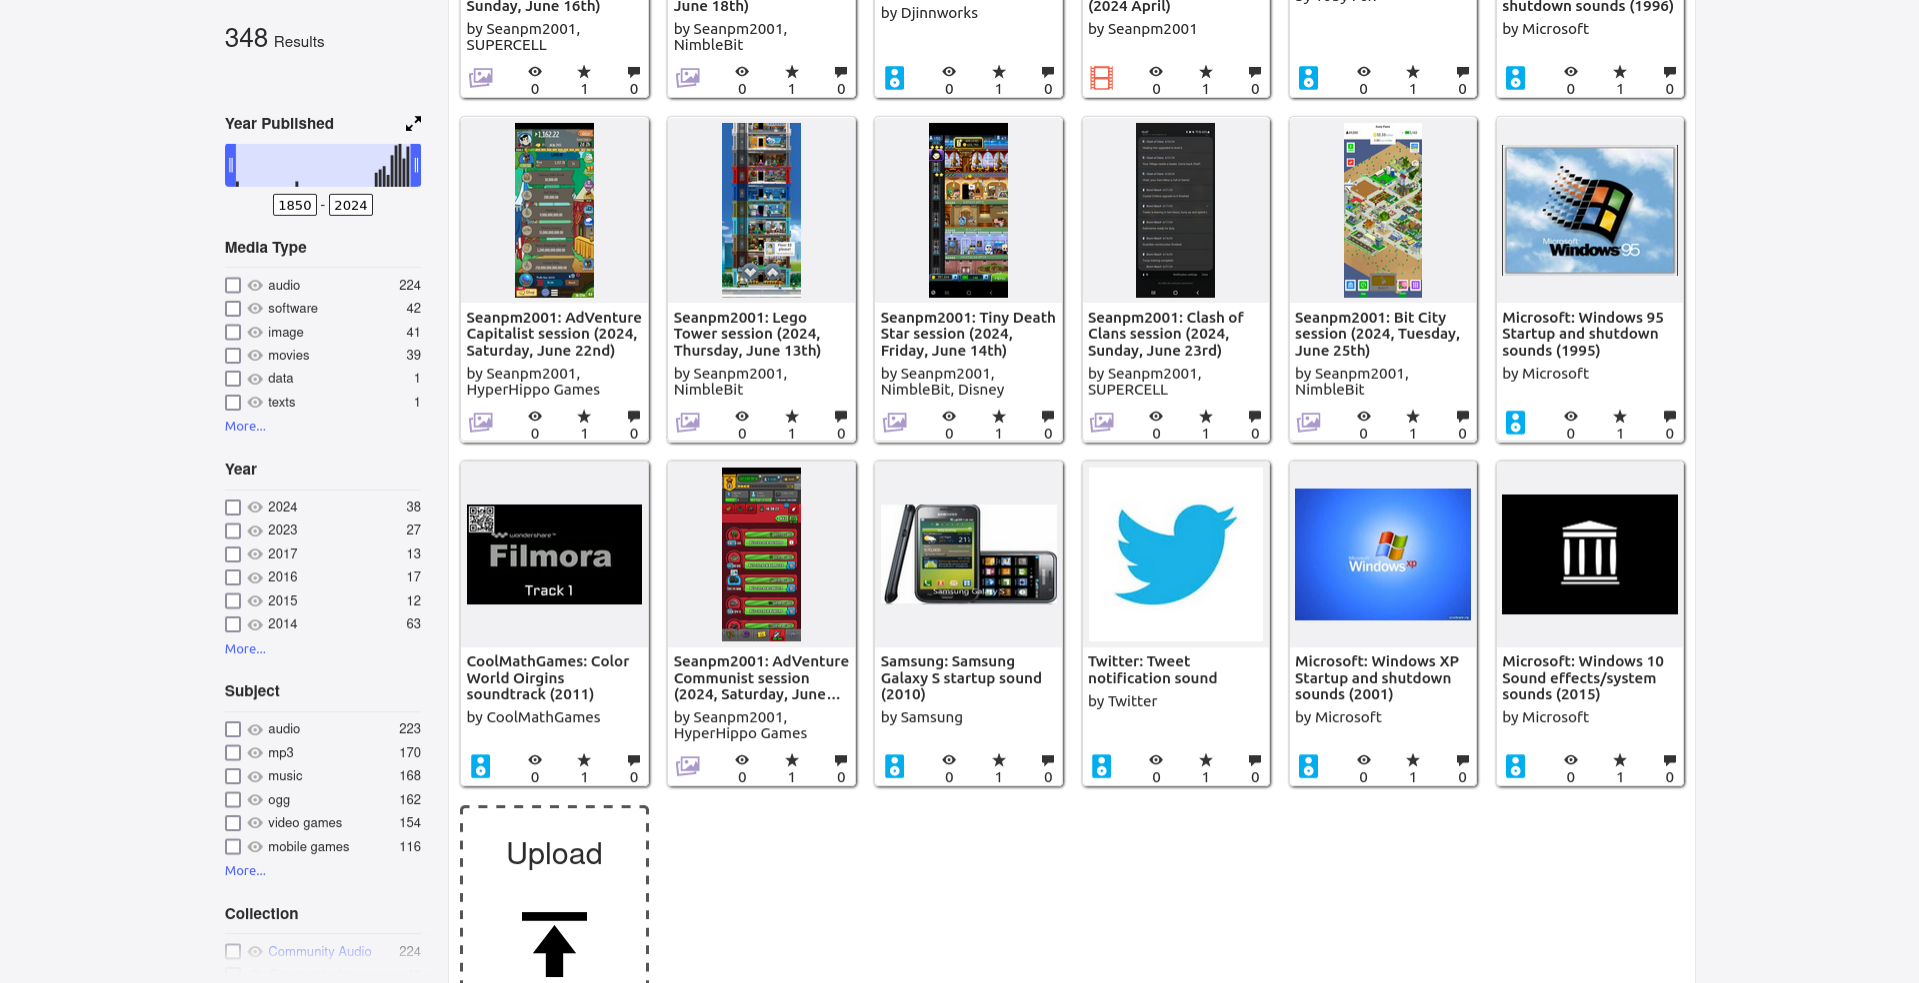 348 Results
Year Published
1850 - 2024
Media Type
audio 224
software 42
image 41
movies 39
data 1
texts 1
More...
Year
2024 38
2023 27
2017 13
2016 17
2015 12
2014 63
More...
Subject
audio 223
mp3 170
music 168
ogg 162
video games 154
mobile games 116
More...
Collection
Community Audio 224
Sunday, June 16th)
by Seanpm2001,
SUPERCELL
0 1 0
June 18th)
by Seanpm2001,
NimbleBit
0 1 0
by Djinnworks
0 1 0
(2024 April)
by Seanpm2001
0 1 0
0 1 0
shutdown sounds (1996)
by Microsoft
0 1 0
Seanpm2001: AdVenture
Capitalist session (2024,
Saturday, June 22nd)
by Seanpm2001,
HyperHippo Games
0 1 0
Seanpm2001: Lego
Tower session (2024,
Thursday, June 13th)
by Seanpm2001,
NimbleBit
0 1 0
Seanpm2001: Tiny Death
Star session (2024,
Friday, June 14th)
by Seanpm2001,
NimbleBit, Disney
0 1 0
Seanpm2001: Clash of
Clans session (2024,
Sunday, June 23rd)
by Seanpm2001,
SUPERCELL
0 1 0
Seanpm2001: Bit City
session (2024, Tuesday,
June 25th)
by Seanpm2001,
NimbleBit
0 1 0
Microsoft
Windows 95
Microsoft: Windows 95
Startup and shutdown
sounds (1995)
by Microsoft
0 1 0
wondershare
Filmora
Track 1
CoolMathGames: Color
World Oirgins
soundtrack (2011)
by CoolMathGames
0 1 0
Seanpm2001: AdVenture
Communist session
(2024, Saturday, June...
by Seanpm2001,
HyperHippo Games
0 1 0
Samsung: Samsung
Galaxy S startup sound
(2010)
by Samsung
0 1 0
Twitter: Tweet
notification sound
by Twitter
0 1 0
Microsoft
Windows xp
Microsoft: Windows XP
Startup and shutdown
sounds (2001)
by Microsoft
0 1 0
Microsoft: Windows 10
Sound effects/system
sounds (2015)
by Microsoft
0 1 0
Upload